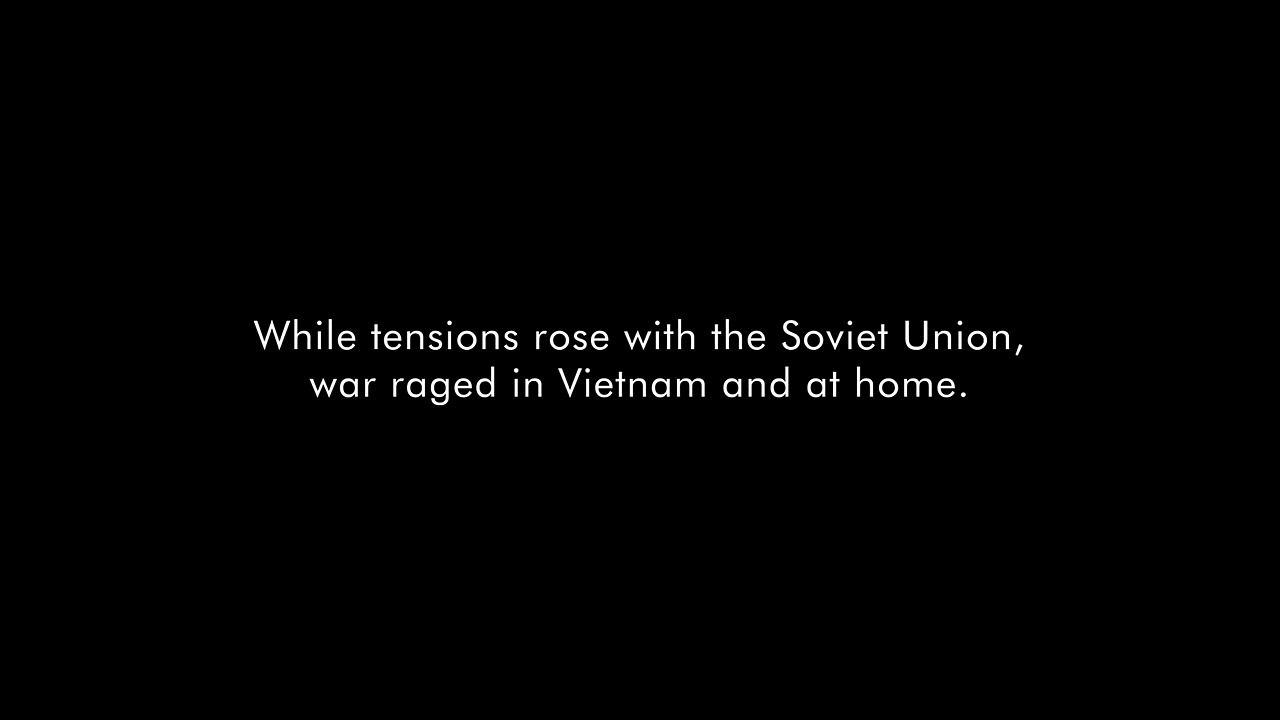 While tensions rose with the Soviet Union,
war raged in Vietnam and at home.